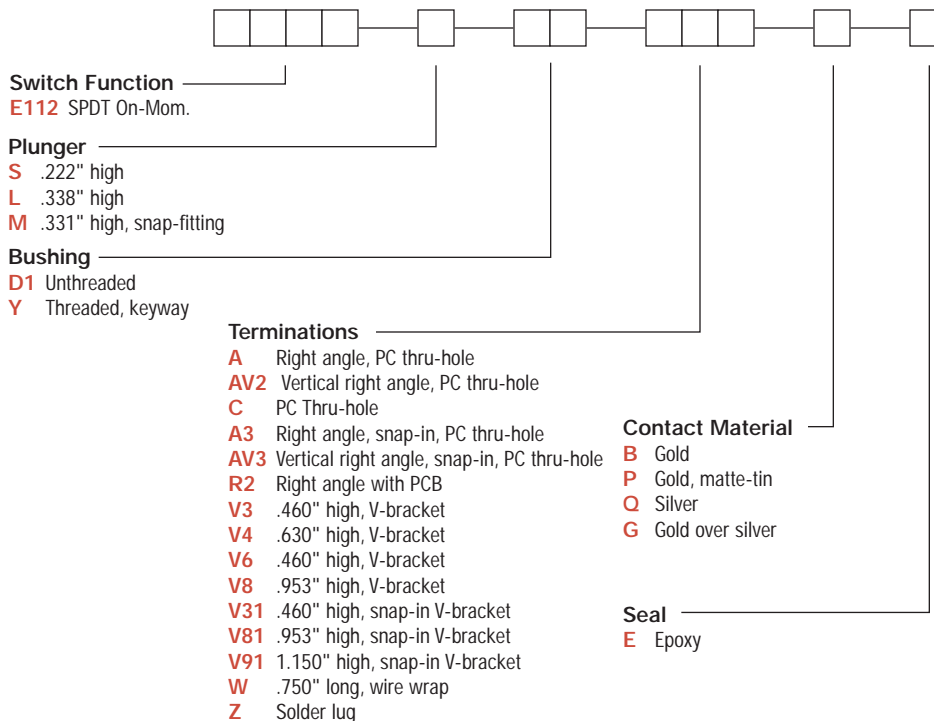 Switch Function
E112 SPDT On-Mom.
Plunger
S .222" high
L .338" high
M .331" high, snap-fitting
Bushing
D1 Unthreaded
Y Threaded, keyway
Terminations
A Right angle, PC thru-hole
AV2 Vertical right angle, PC thru-hole
C PC Thru-hole
A3 Right angle, snap-in, PC thru-hole
AV3 Vertical right angle, snap-in, PC thru-hole
R2 Right angle with PCB
V3 .460" high, V-bracket
V4 .630" high, V-bracket
V6 .460" high, V-bracket
V8 .953" high, V-bracket
V31 .460" high, snap-in V-bracket
V81 .953" high, snap-in V-bracket
V91 1.150" high, snap-in V-bracket
W .750" long, wire wrap
Z Solder lug
Contact Material
B Gold
P Gold, matte-tin
Q Silver
G Gold over silver
Seal
E Epoxy